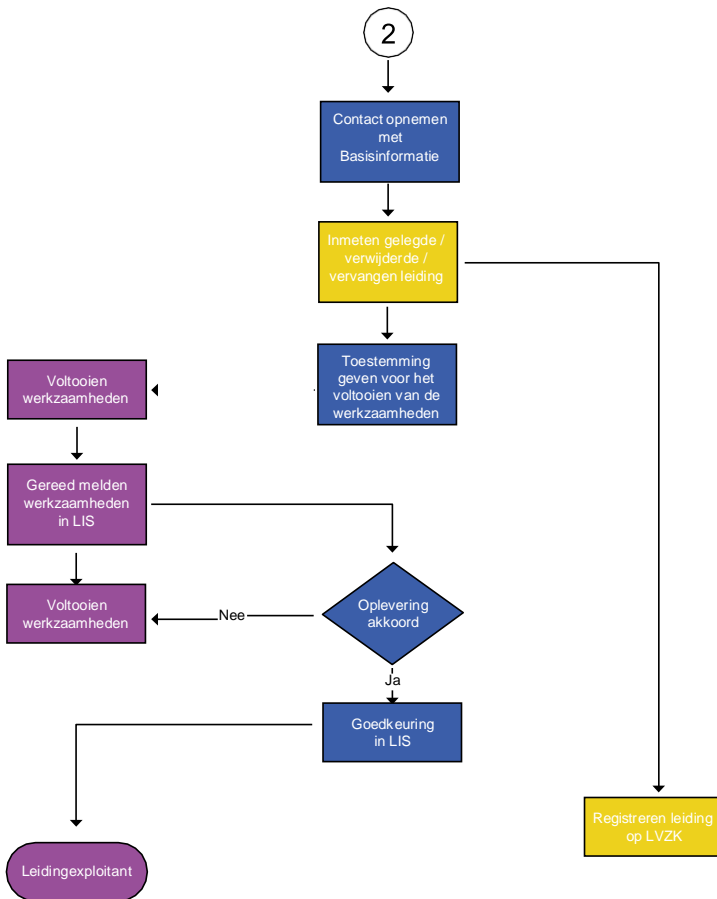 2
Contact opnemen
met
Basisinformatie
Inmeten gelegde /
verwijderde /
vervangen leiding
Toestemming
geven voor het
voltooien van de
werkzaamheden
Voltooien
werkzaamheden
Gereed melden
werkzaamheden
in LIS
Voltooien
werkzaamheden
Nee
Oplevering
akkoord
Ja
Goedkeuring
in LIS
Registreren leiding
op LVZK
Leidingexploitant